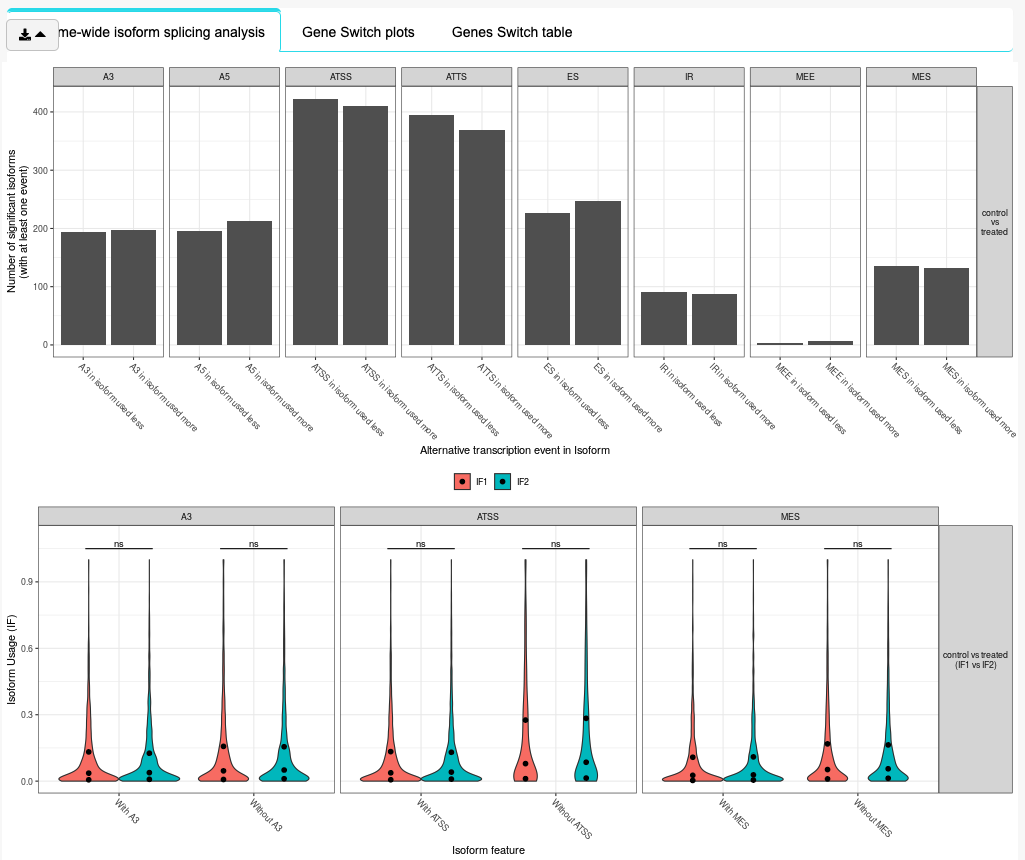 me-wide isoform splicing analysis
Gene Switch plots
Genes Switch table
A3
A5
ATSS
ATTS
ES
IR
MEE
MES
Number of significant isoforms
(with at least one event)
400
300
200
100
0
control
vs
treated
A3 in isoform used less
A3 in isoform used more
A5 in isoform used less
A5 in isoform used more
ATSS in isoform used less
ATSS in isoform used more
ATTS in isoform used less
ATTS in isoform used more
ES in isoform used less
ES in isoform used more
IR in isoform used less
IR in isoform used more
MEE in isoform used less
MEE in isoform used more
MES in isoform used less
MES in isoform used more
Alternative transcription event in Isoform
IF1
IF2
A3
ATSS
MES
ns
ns
ns
ns
ns
ns
Isoform Usage (IF)
0.9
0.6
0.3
0.0
control vs treated
(IF1 vs IF2)
With A3
Without A3
With ATSS
Without ATSS
With MES
Without MES
Isoform feature